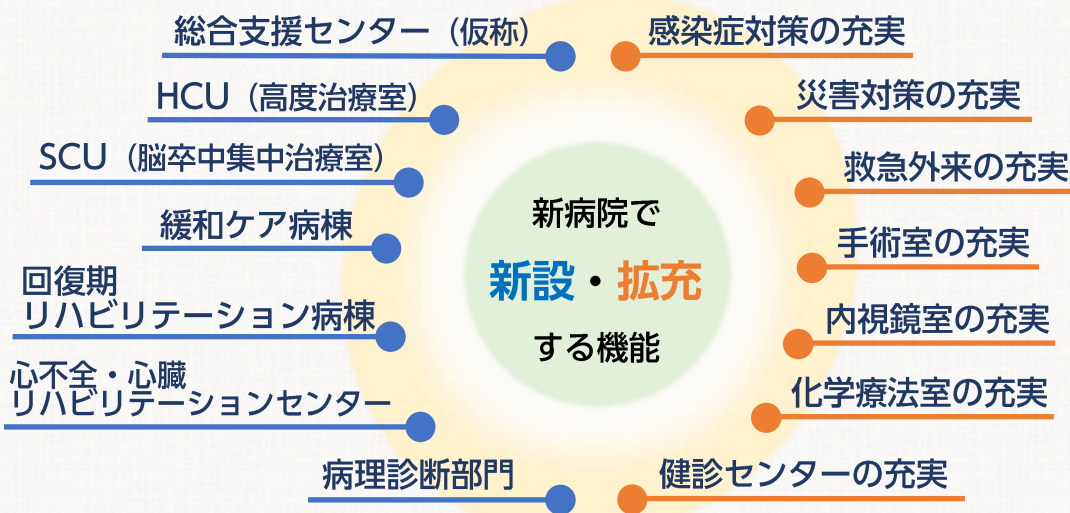 総合支援センター（仮称）
HCU（高度治療室）
SCU（脳卒中集中治療室）
緩和ケア病棟
回復期
リハビリテーション病棟
心不全・心臓
リハビリテーションセンター
病理診断部門
新病院で
新設・拡充
する機能
感染症対策の充実
災害対策の充実
救急外来の充実
手術室の充実
内視鏡室の充実
化学療法室の充実
健診センターの充実